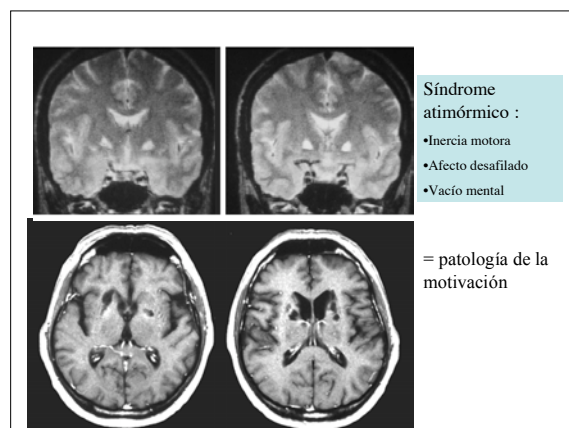 Síndrome
atimórmico :
•Inercia motora
•Afecto desafilado
•Vacío mental
= patología de la
motivación